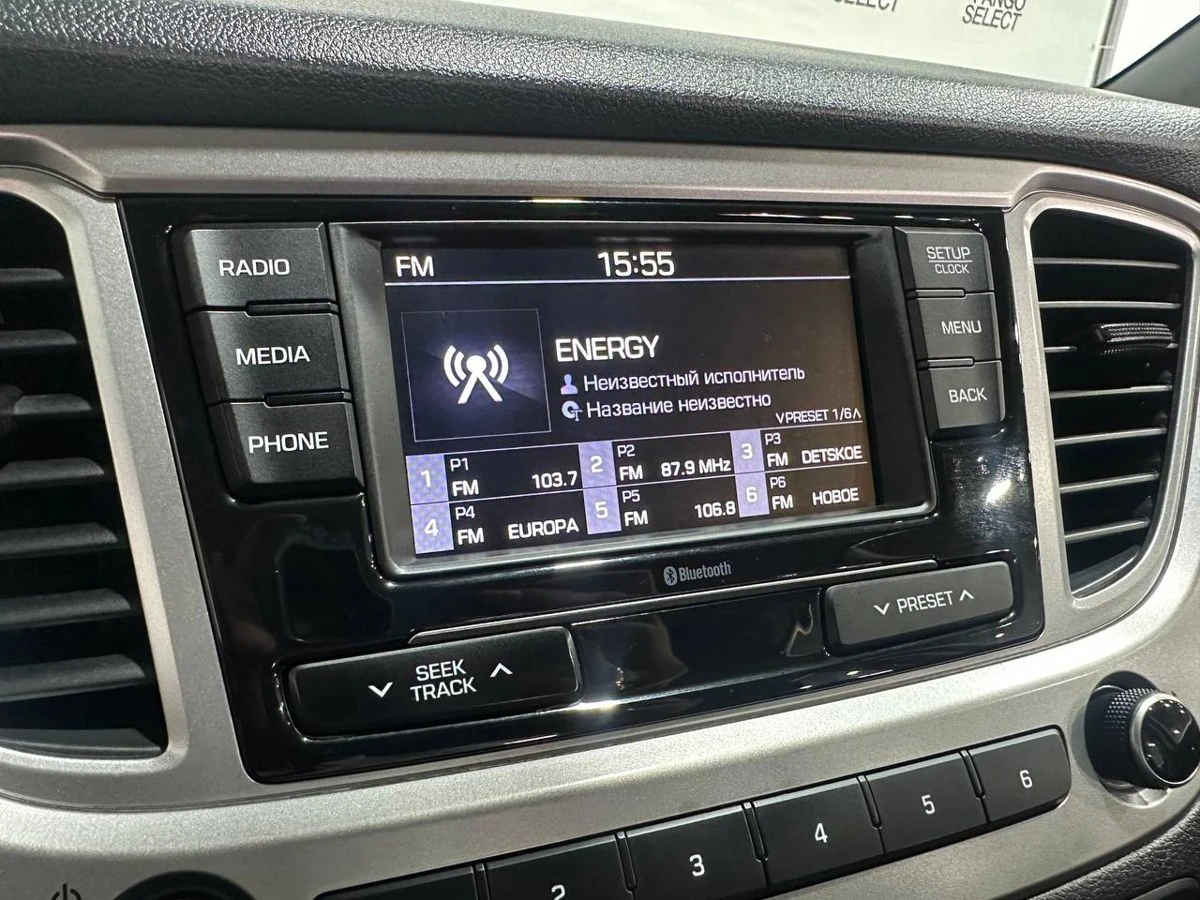 SELECT
TANGO
SELECT
RADIO
MEDIA
PHONE
FM 15:55
ENERGY
Неизвестный исполнитель
Название неизвестно
PRESET 1/6
1 P1 FM 103.7
2 P2 FM 87.9 MHz
3 P3 FM DETSKOE
4 P4 FM EUROPA
5 P5 FM 106.8
6 P6 FM НОВОЕ
SETUP
CLOCK
MENU
BACK
Bluetooth
SEEK
TRACK
PRESET
2 3 4 5 6